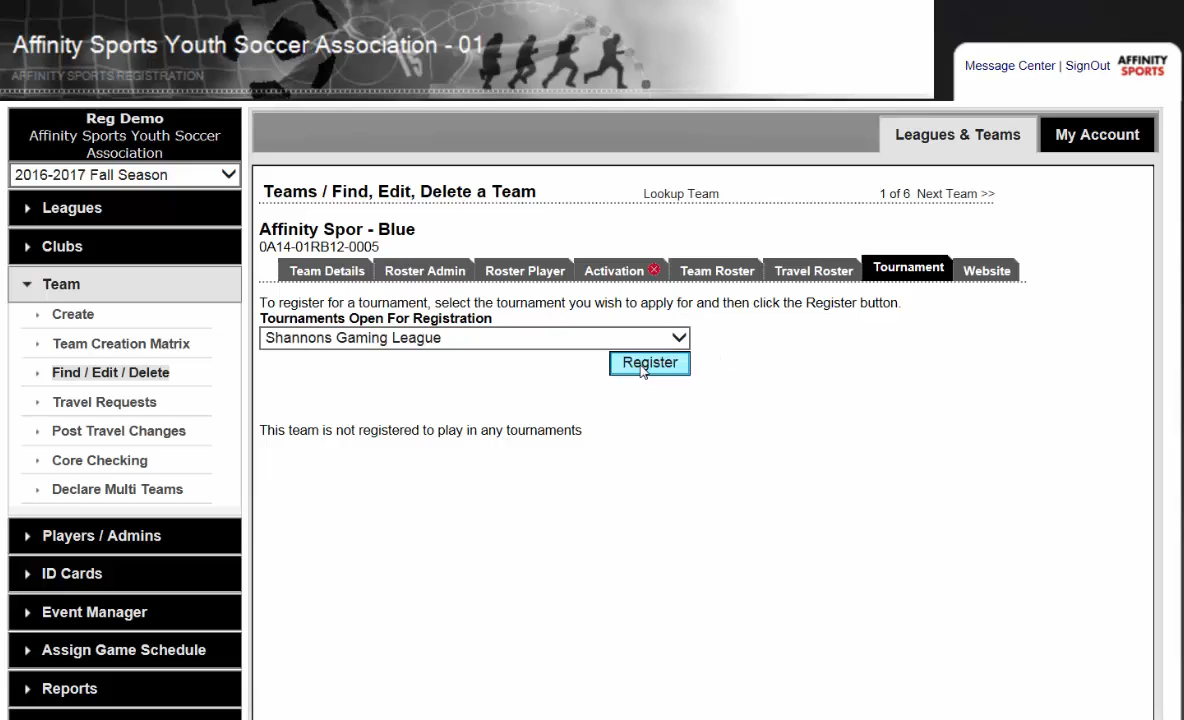 Affinity Sports Youth Soccer Association - 01
AFFINITY SPORTS REGISTRATION
Message Center | SignOut
AFFINITY
SPORTS
Reg Demo
Affinity Sports Youth Soccer
Association
2016-2017 Fall Season
Leagues
Clubs
Team
Create
Team Creation Matrix
Find / Edit / Delete
Travel Requests
Post Travel Changes
Core Checking
Declare Multi Teams
Players / Admins
ID Cards
Event Manager
Assign Game Schedule
Reports
Leagues & Teams
My Account
Teams / Find, Edit, Delete a Team
Lookup Team
1 of 6 Next Team >>
Affinity Spor - Blue
0A14-01RB12-0005
Team Details
Roster Admin
Roster Player
Activation
Team Roster
Travel Roster
Tournament
Website
To register for a tournament, select the tournament you wish to apply for and then click the Register button.
Tournaments Open For Registration
Shannons Gaming League
Register
This team is not registered to play in any tournaments